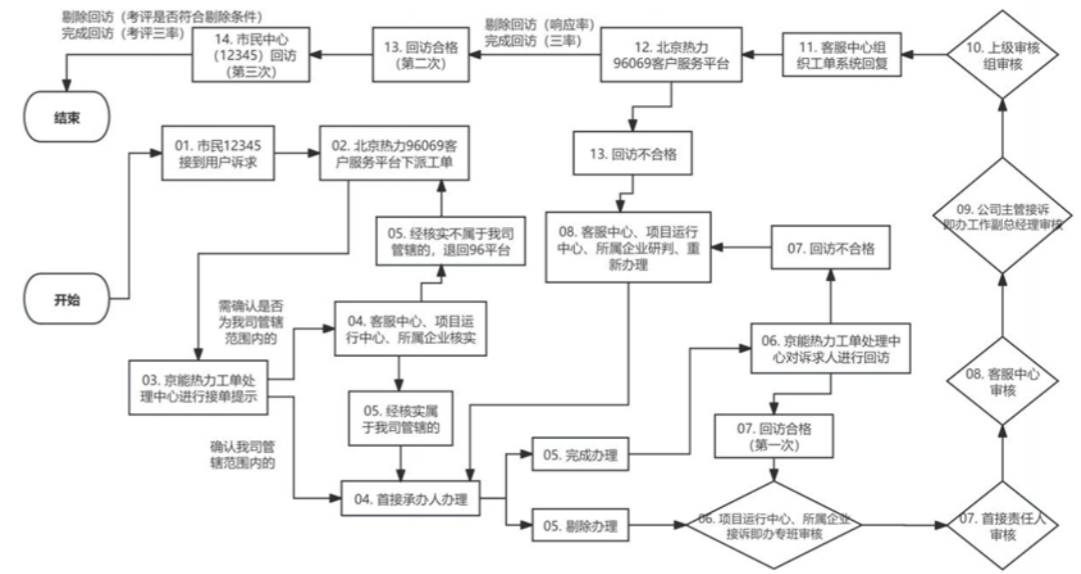 剔除回访（考评是否符合剔除条件）
完成回访（考评三率）
14. 市民中心
（12345）回访
（第三次）
13. 回访合格
（第二次）
剔除回访（响应率）
完成回访（三率）
12. 北京热力
96069客户服务平台
11. 客服中心组
织工单系统回复
10. 上级审核
组审核
结束
01. 市民12345
接到用户诉求
02. 北京热力96069客
户服务平台下派工单
13. 回访不合格
09. 公司主管接诉
即办工作副总经理审核
05. 经核实不属于我司
管辖的，退回96平台
08. 客服中心、项目运行
中心、所属企业研判、重
新办理
07. 回访不合格
开始
需确认是否
为我司管辖
范围内的
04. 客服中心、项目运
行中心、所属企业核实
06. 京能热力工单处理中
心对诉求人进行回访
03. 京能热力工单处
理中心进行接单提示
08. 客服中心
审核
05. 经核实属
于我司管辖的
07. 回访合格
（第一次）
确认我司管
辖范围内的
05. 完成办理
04. 首接承办人办理
05. 剔除办理
06. 项目运行中心、所属企业
接诉即办专班审核
07. 首接责任人
审核